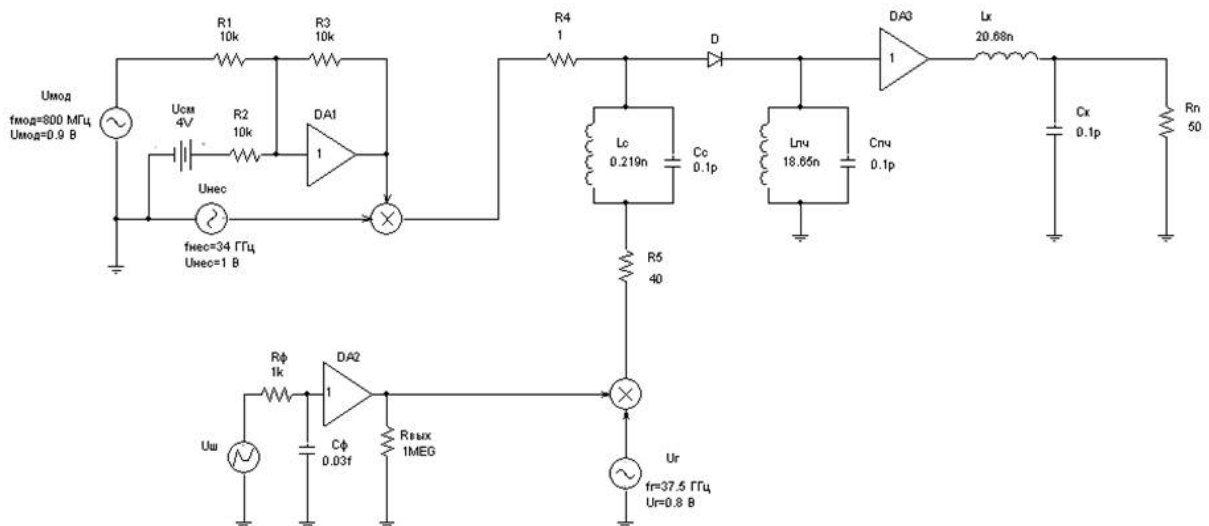 R1
10k
R3
10k
Uмод
fмод=800 МГц
Uмод=0.9 В
Uсм
4V
R2
10k
DA1
1
Uнес
fнес=34 ГГц
Uнес=1 В
R4
1
D
DA3
1
Lк
20.68n
Lс
0.219n
Cс
0.1p
Lпч
18.65n
Cпч
0.1p
Cк
0.1p
Rп
50
R5
40
Rф
1k
DA2
1
Uш
Cф
0.03f
Rвых
1MEG
Uг
fг=37.5 ГГц
Uг=0.8 В